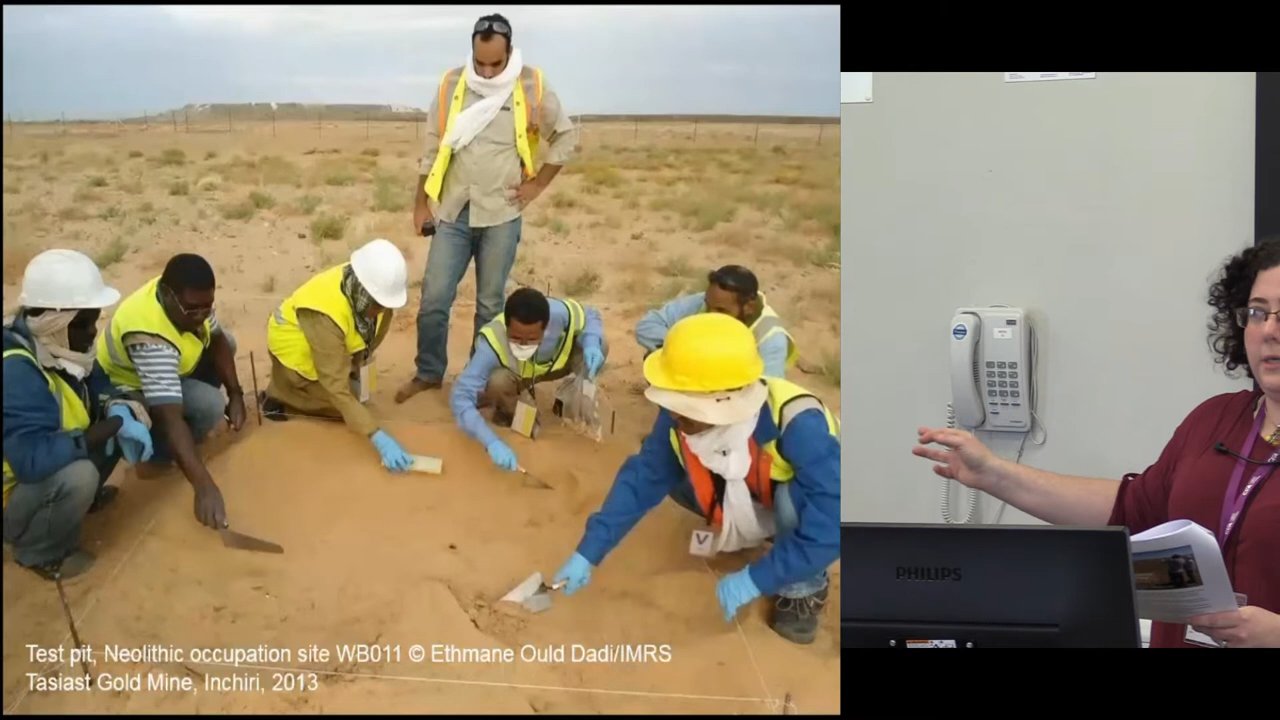 Test pit, Neolithic occupation site WB011 © Ethmane Ould Dadi/IMRS
Tasiast Gold Mine, Inchiri, 2013
V
PHILIPS